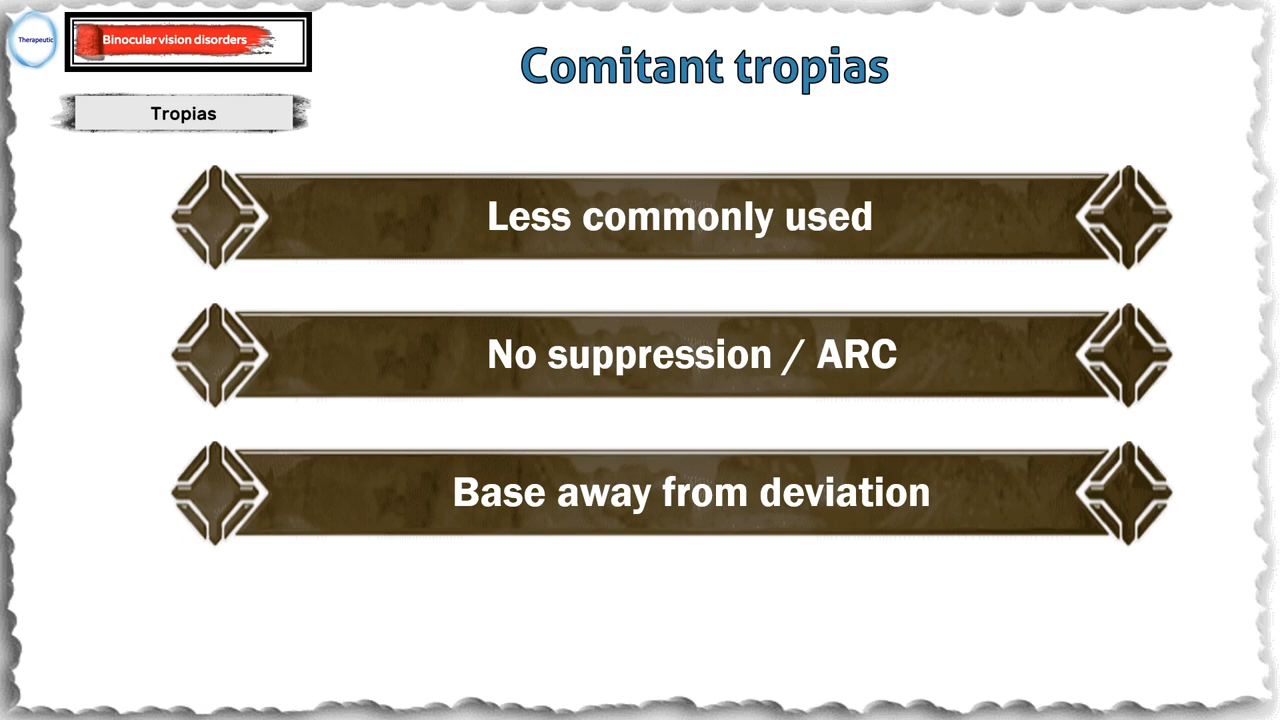 Therapeutic
Binocular vision disorders
Comitant tropias
Tropias
Less commonly used
No suppression / ARC
Base away from deviation